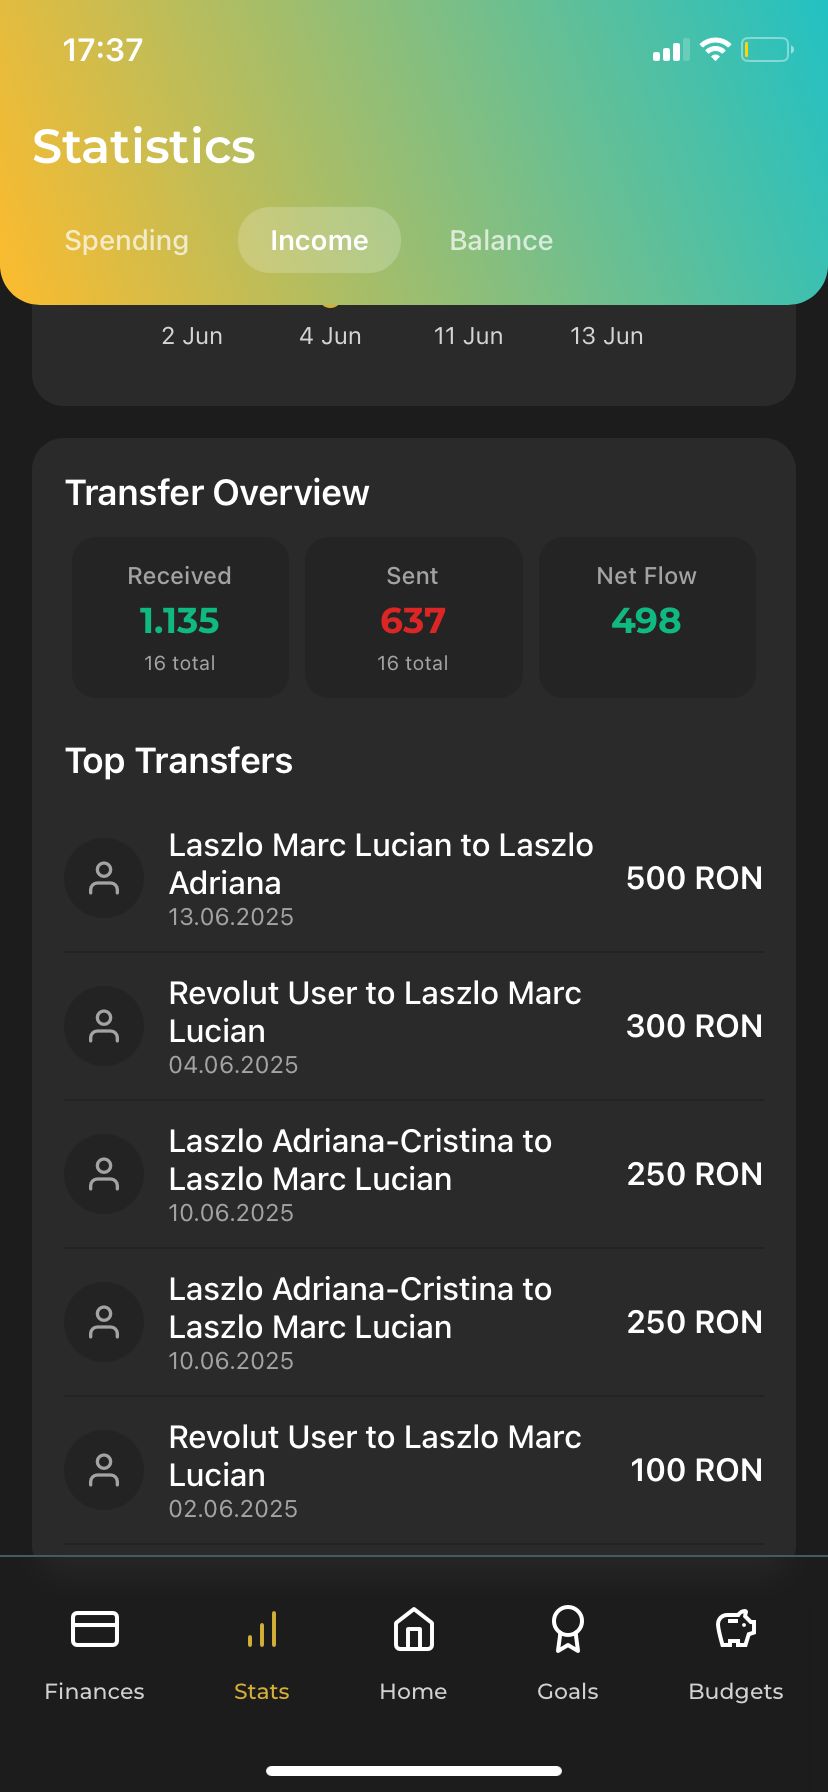 17:37
Statistics
Spending Income Balance
2 Jun 4 Jun 11 Jun 13 Jun
Transfer Overview
Received Sent Net Flow
1.135 637 498
16 total 16 total
Top Transfers
Laszlo Marc Lucian to Laszlo
Adriana
500 RON
13.06.2025
Revolut User to Laszlo Marc
Lucian
300 RON
04.06.2025
Laszlo Adriana-Cristina to
Laszlo Marc Lucian
250 RON
10.06.2025
Laszlo Adriana-Cristina to
Laszlo Marc Lucian
250 RON
10.06.2025
Revolut User to Laszlo Marc
Lucian
100 RON
02.06.2025
Finances Stats Home Goals Budgets